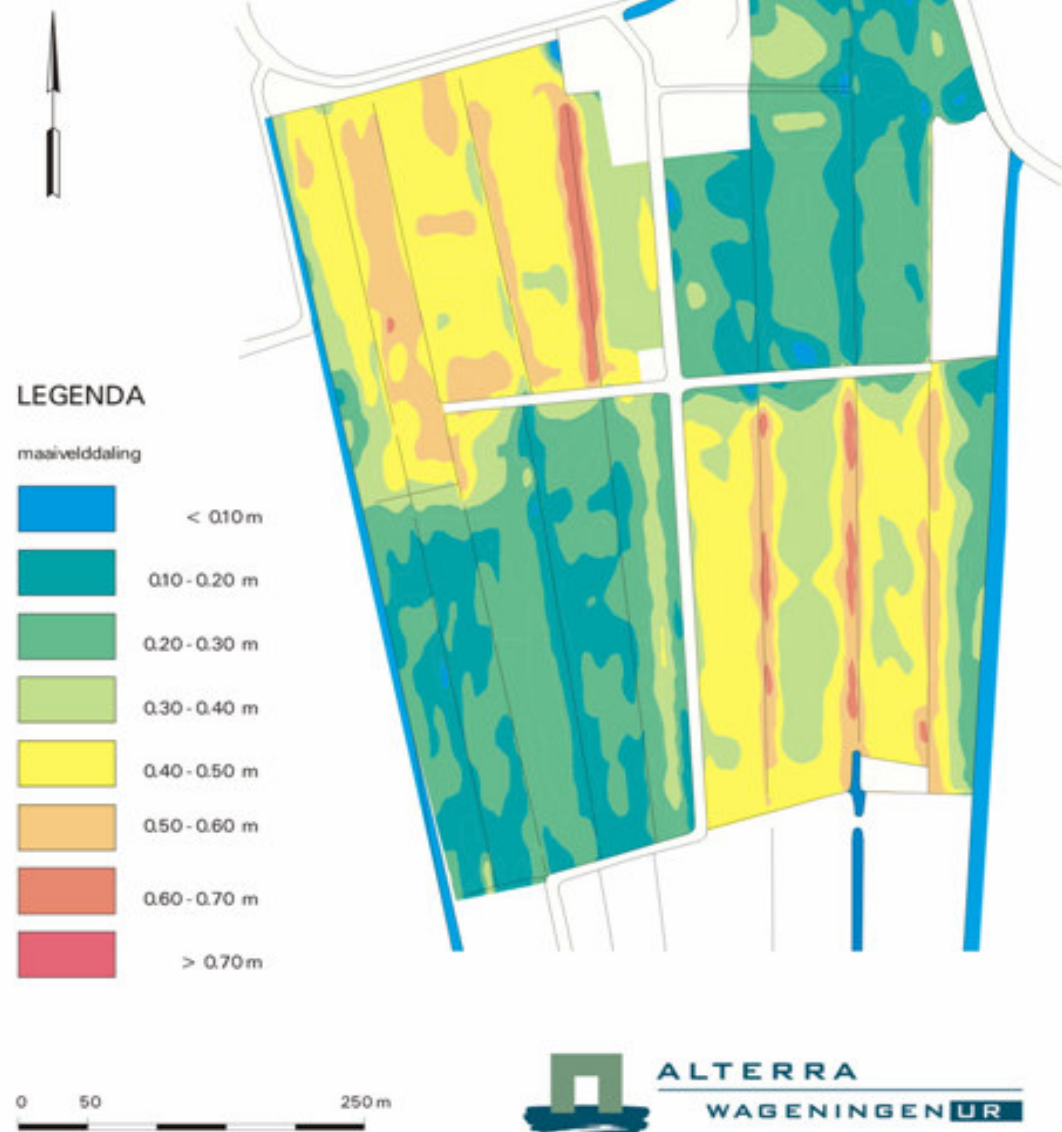 LEGENDA
maaivelddaling
< 0.10 m
0.10 - 0.20 m
0.20 - 0.30 m
0.30 - 0.40 m
0.40 - 0.50 m
0.50 - 0.60 m
0.60 - 0.70 m
> 0.70 m
0 50 250 m
ALTERRA
WAGENINGEN UR